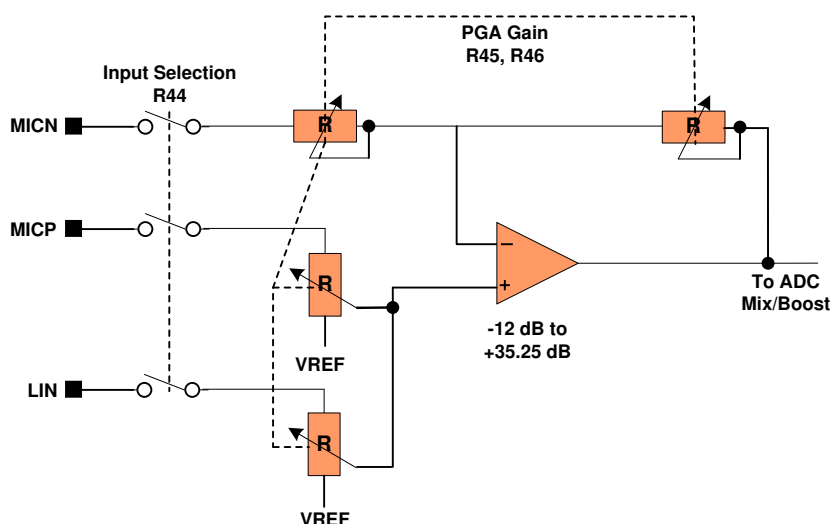 PGA Gain
R45, R46
Input Selection
R44
MICN
R
R
MICP
R
−
+
To ADC
Mix/Boost
-12 dB to
+35.25 dB
VREF
LIN
R
VREF